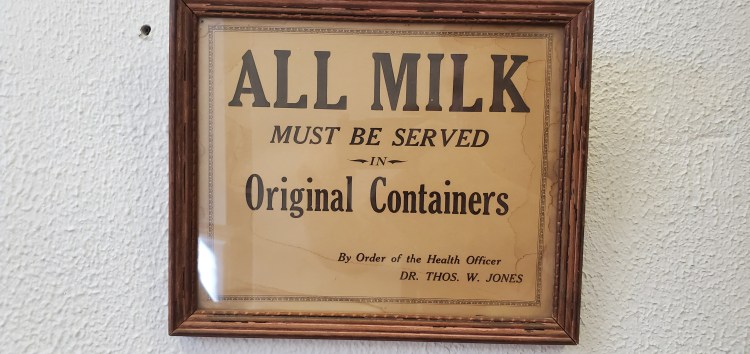 ALL MILK
MUST BE SERVED
IN
Original Containers
By Order of the Health Officer
DR. THOS. W. JONES